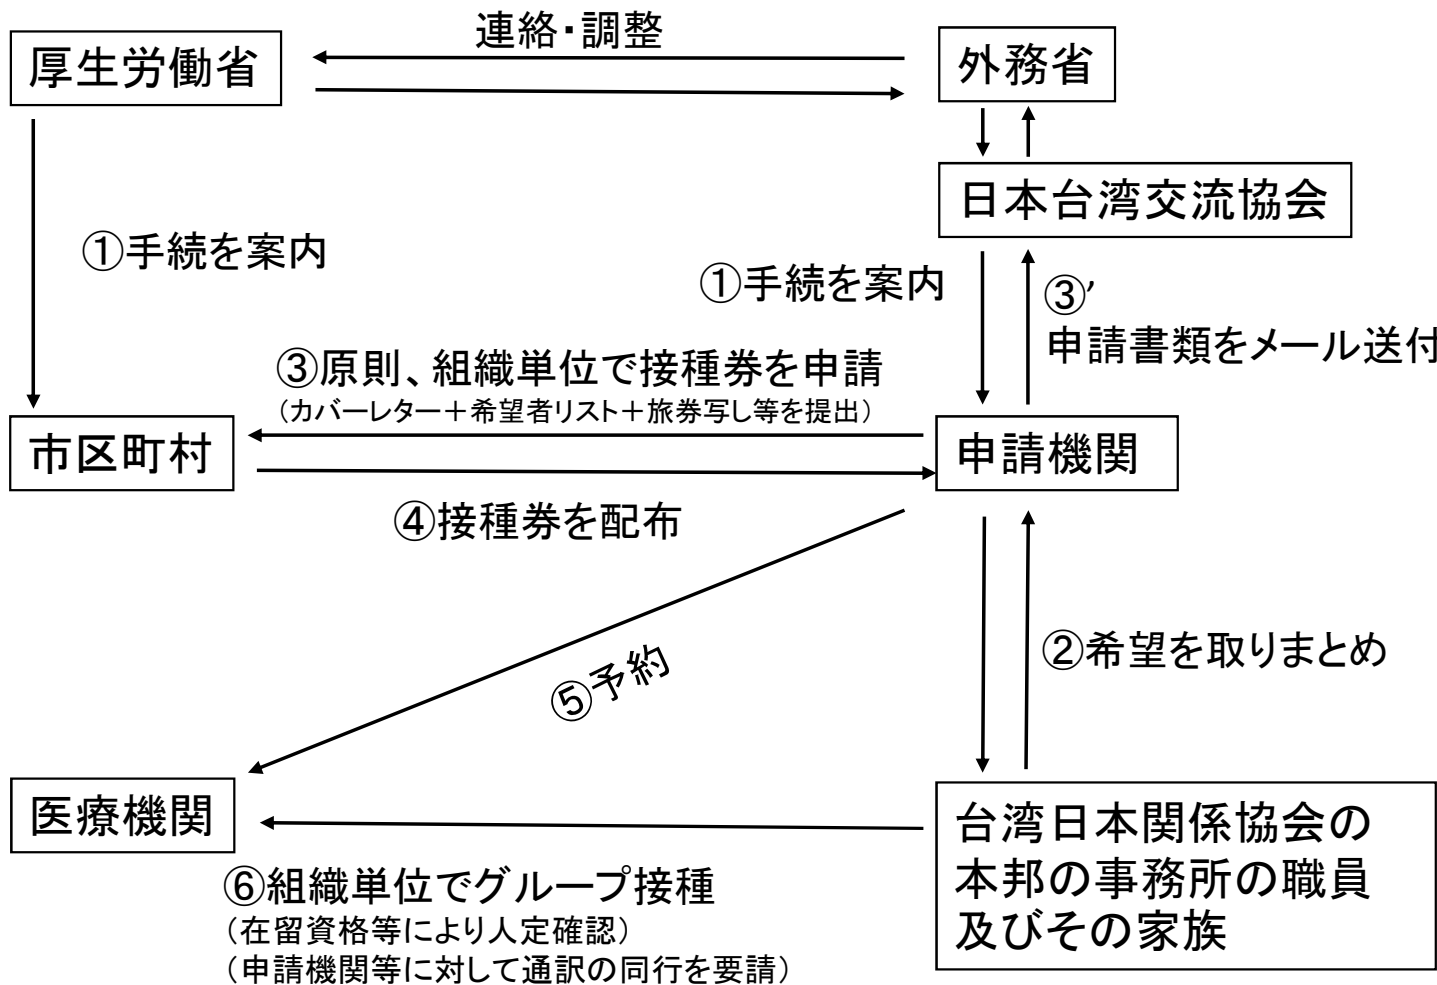 連絡・調整
厚生労働省
外務省
日本台湾交流協会
①手続を案内
①手続を案内
③’
申請書類をメール送付
③原則、組織単位で接種券を申請
（カバーレター＋希望者リスト＋旅券写し等を提出）
市区町村
申請機関
④接種券を配布
②希望を取りまとめ
⑤予約
医療機関
台湾日本関係協会の
本邦の事務所の職員
及びその家族
⑥組織単位でグループ接種
（在留資格等により人定確認）
（申請機関等に対して通訳の同行を要請）